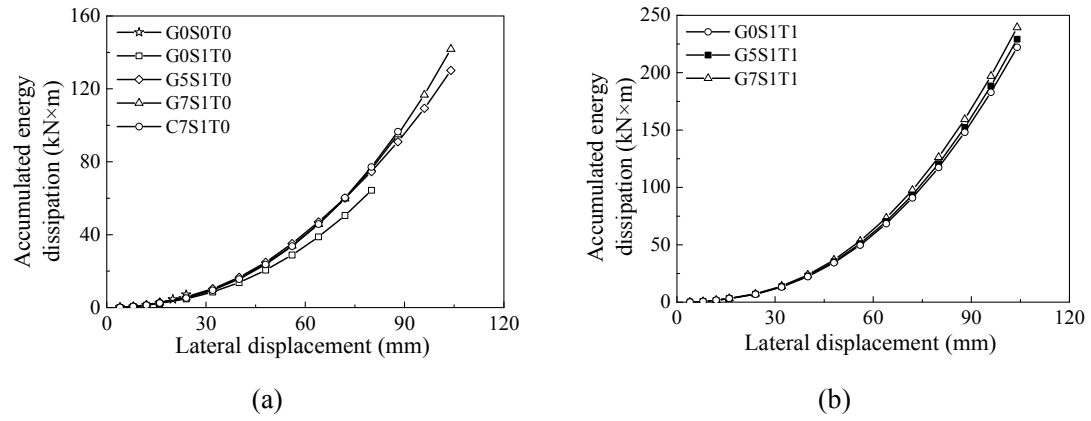 160
120
80
40
0
0
30
60
90
120
Accumulated energy
dissipation (kN×m)
Lateral displacement (mm)
G0S0T0
G0S1T0
G5S1T0
G7S1T0
C7S1T0
(a)
250
200
150
100
50
0
0
30
60
90
120
Accumulated energy
dissipation (kN×m)
Lateral displacement (mm)
G0S1T1
G5S1T1
G7S1T1
(b)